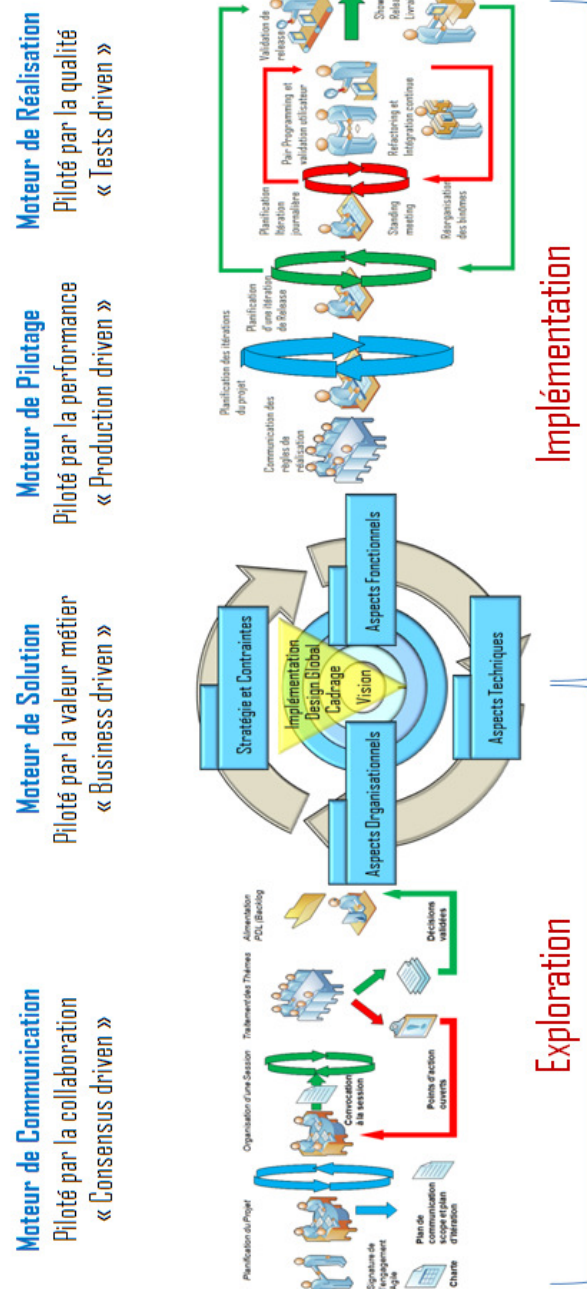 Moteur de Communication
Piloté par la collaboration
« Consensus driven »
Moteur de Solution
Piloté par la valeur métier
« Business driven »
Moteur de Pilotage
Piloté par la performance
« Production driven »
Moteur de Réalisation
Piloté par la qualité
« Tests driven »
Planification du Projet
Signature de
l'engagement
Agile
Charte
Plan de
communication
scope et plan
d'itération
Organisation d'une Session
Convocation
à la session
Points d'action
ouverts
Traitement des Thèmes
Décisions
validées
Alimentation
PDL (Backlog
Stratégie et Contraintes
Implémentation
Design Global
Cadrage
Vision
Aspects Organisationnels
Aspects Fonctionnels
Aspects Techniques
Communication des
règles de
réalisation
Planification des itérations
du projet
Planification
d'une itération
de Release
Planification
itération
journalière
Standing
meeting
Réorganisation
des binômes
Pair Programming et
validation utilisateur
Refactoring et
Intégration continue
Validation de
release
Show
Relea
Livra
Exploration
Implémentation